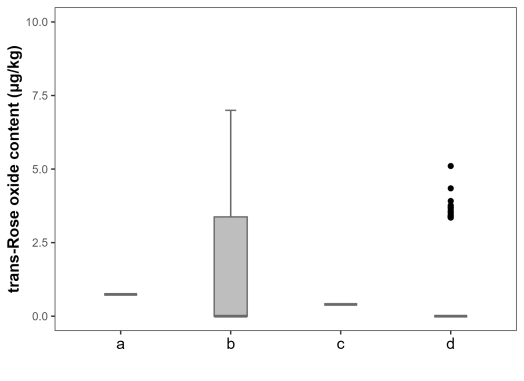 trans-Rose oxide content (μg/kg)
10.0
7.5
5.0
2.5
0.0
a b c d